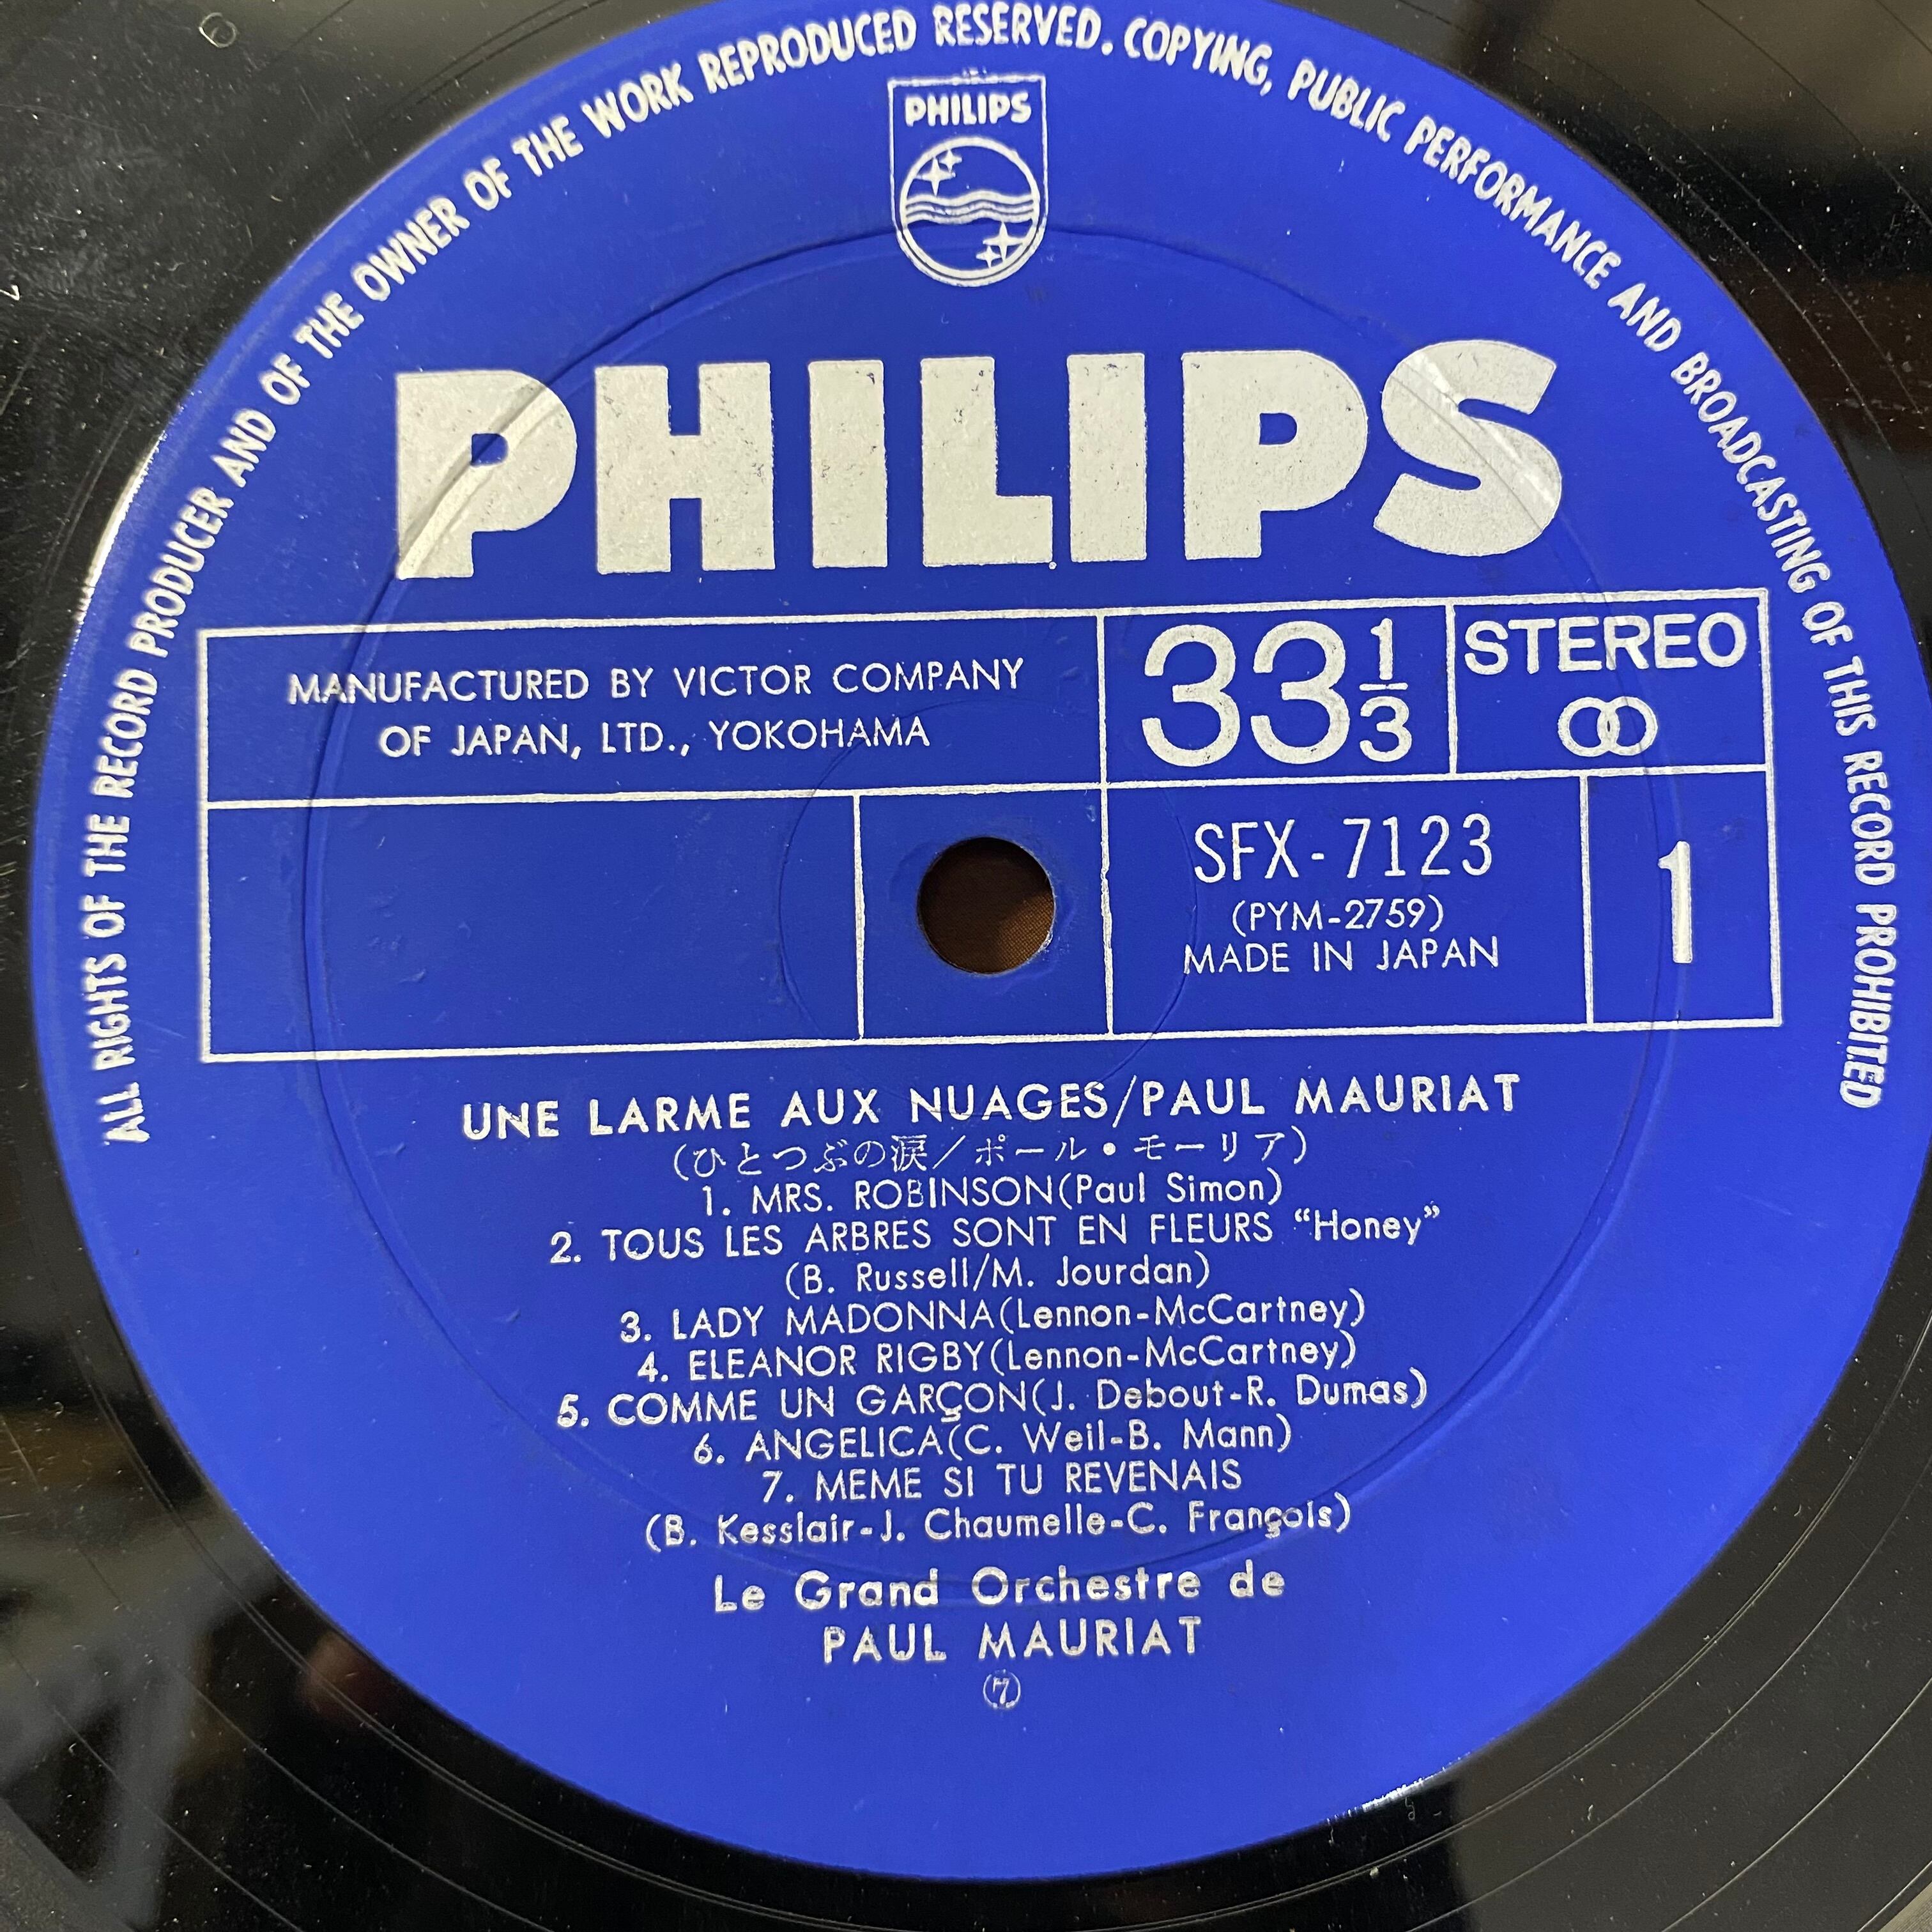 ALL RIGHTS OF THE RECORD PRODUCER AND OF THE OWNER OF THE WORK REPRODUCED RESERVED. COPYING, PUBLIC PERFORMANCE AND BROADCASTING OF THIS RECORD PROHIBITED
PHILIPS
PHILIPS
MANUFACTURED BY VICTOR COMPANY
OF JAPAN, LTD., YOKOHAMA
33 1/3
STEREO
SFX-7123
(PYM-2759)
MADE IN JAPAN
1
UNE LARME AUX NUAGES/PAUL MAURIAT
(ひとつぶの涙/ポール・モーリア)
1. MRS. ROBINSON(Paul Simon)
2. TOUS LES ARBRES SONT EN FLEURS “Honey”
(B. Russell/M. Jourdan)
3. LADY MADONNA(Lennon-McCartney)
4. ELEANOR RIGBY(Lennon-McCartney)
5. COMME UN GARÇON(J. Debout-R. Dumas)
6. ANGELICA(C. Weil-B. Mann)
7. MEME SI TU REVENAIS
(B. Kesslair-J. Chaumelle-C. François)
Le Grand Orchestre de
PAUL MAURIAT
⑦